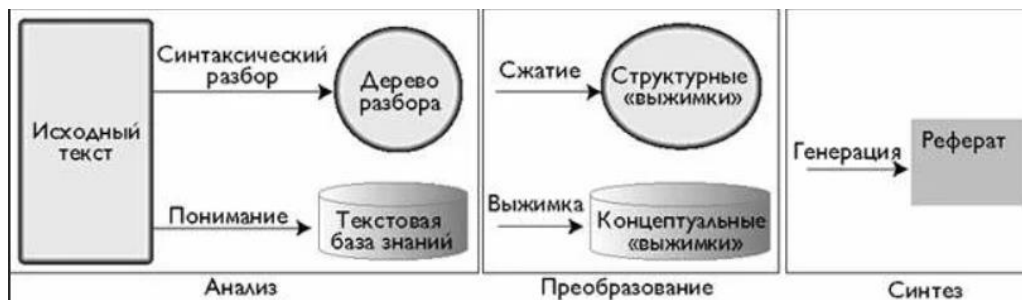 Исходный
текст
Синтаксический
разбор
Дерево
разбора
Понимание
Текстовая
база знаний
Анализ
Сжатие
Структурные
«выжимки»
Выжимка
Концептуальные
«выжимки»
Преобразование
Генерация
Реферат
Синтез